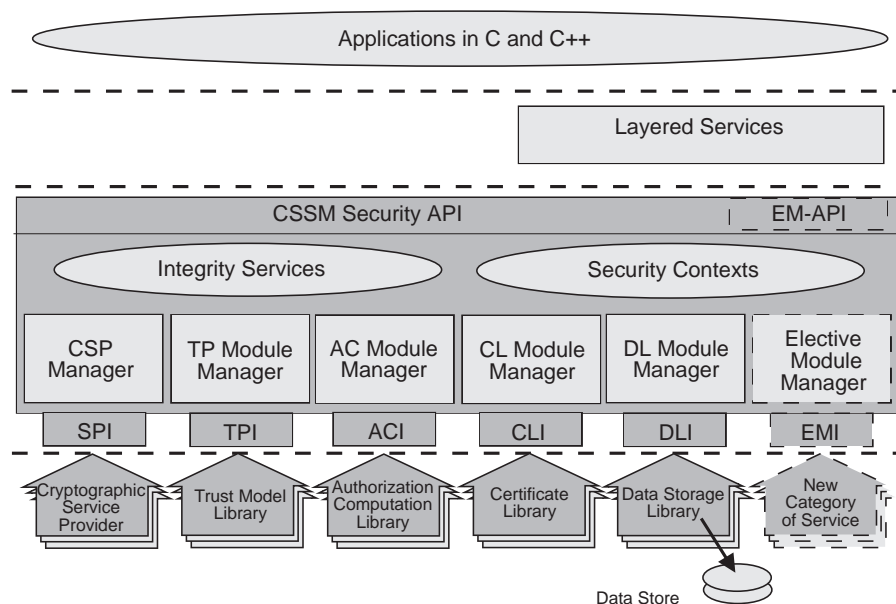 Applications in C and C++
Layered Services
CSSM Security API
EM-API
Integrity Services
Security Contexts
CSP
Manager
TP Module
Manager
AC Module
Manager
CL Module
Manager
DL Module
Manager
Elective
Module
Manager
SPI
TPI
ACI
CLI
DLI
EMI
Cryptographic
Service
Provider
Trust Model
Library
Authorization
Computation
Library
Certificate
Library
Data Storage
Library
New
Category
of Service
Data Store